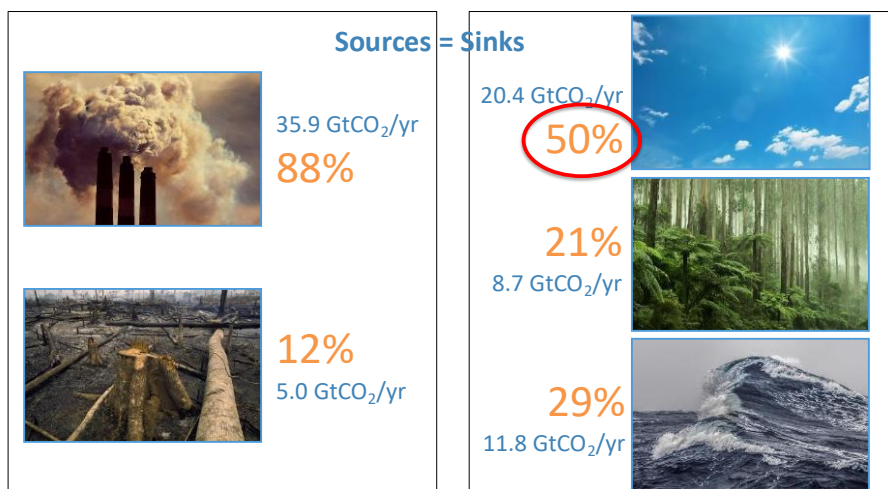 Sources = Sinks
35.9 GtCO₂/yr
88%
12%
5.0 GtCO₂/yr
20.4 GtCO₂/yr
50%
21%
8.7 GtCO₂/yr
29%
11.8 GtCO₂/yr